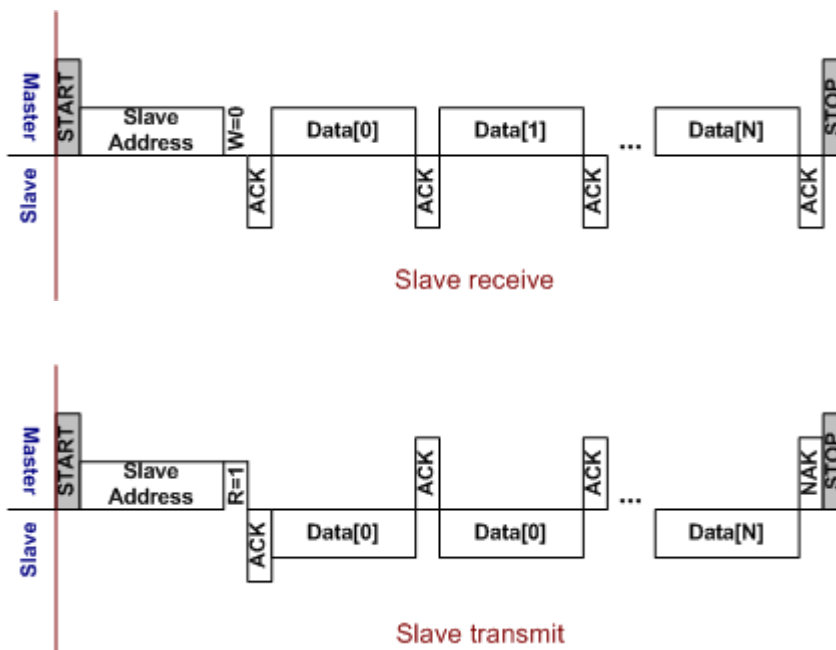 Master
START
Slave
Address
W=0
ACK
Data[0]
ACK
Data[1]
ACK
...
Data[N]
ACK
STOP
Slave
Slave receive
Master
START
Slave
Address
R=1
ACK
Data[0]
ACK
Data[0]
ACK
...
Data[N]
NAK
STOP
Slave
Slave transmit